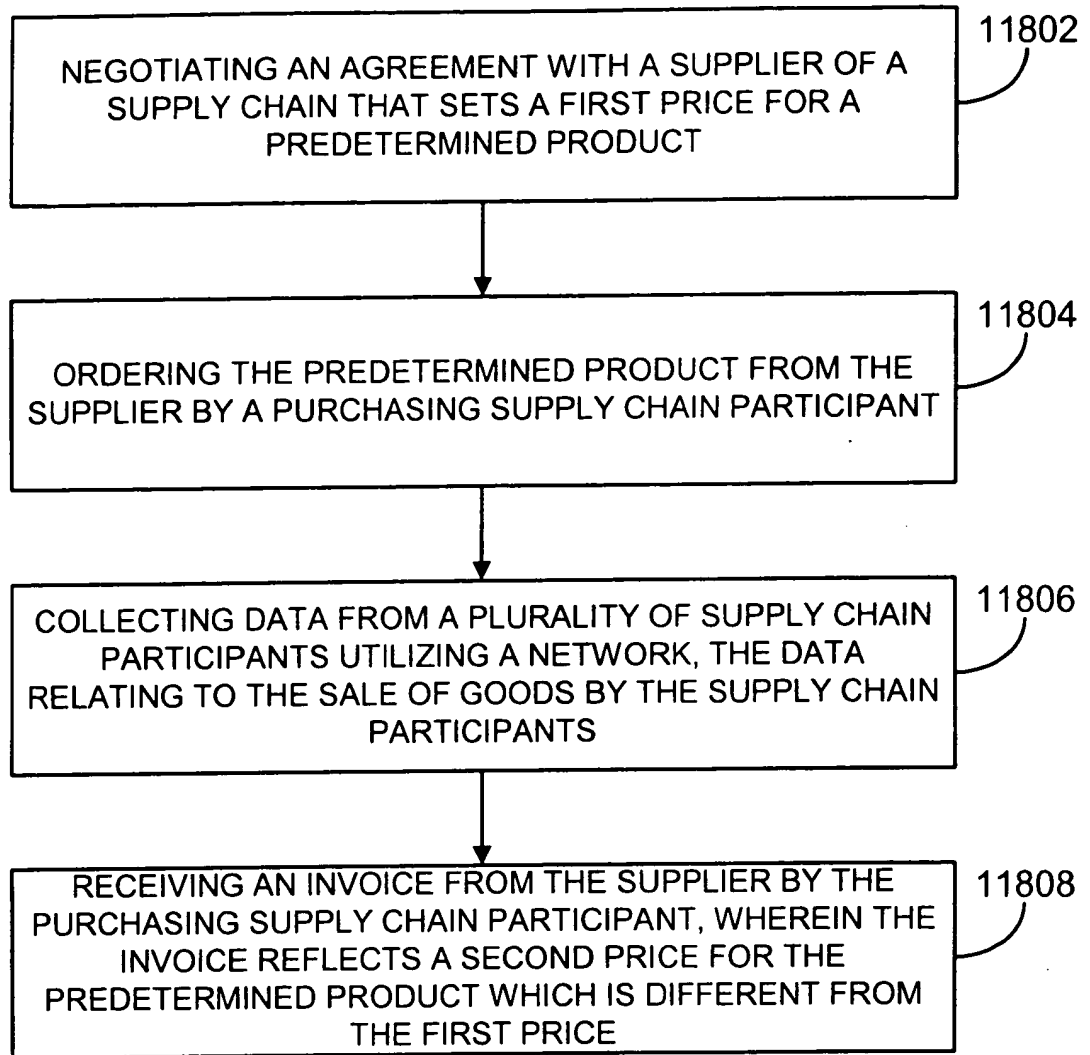 11802
NEGOTIATING AN AGREEMENT WITH A SUPPLIER OF A
SUPPLY CHAIN THAT SETS A FIRST PRICE FOR A
PREDETERMINED PRODUCT
11804
ORDERING THE PREDETERMINED PRODUCT FROM THE
SUPPLIER BY A PURCHASING SUPPLY CHAIN PARTICIPANT
11806
COLLECTING DATA FROM A PLURALITY OF SUPPLY CHAIN
PARTICIPANTS UTILIZING A NETWORK, THE DATA
RELATING TO THE SALE OF GOODS BY THE SUPPLY CHAIN
PARTICIPANTS
11808
RECEIVING AN INVOICE FROM THE SUPPLIER BY THE
PURCHASING SUPPLY CHAIN PARTICIPANT, WHEREIN THE
INVOICE REFLECTS A SECOND PRICE FOR THE
PREDETERMINED PRODUCT WHICH IS DIFFERENT FROM
THE FIRST PRICE